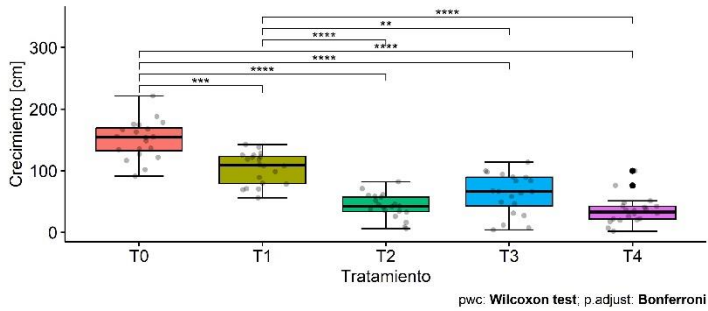 ****
**
****
****
****
****
***
Crecimiento [cm]
300
200
100
0
T0 T1 T2 T3 T4
Tratamiento
pwc: Wilcoxon test; p.adjust: Bonferroni